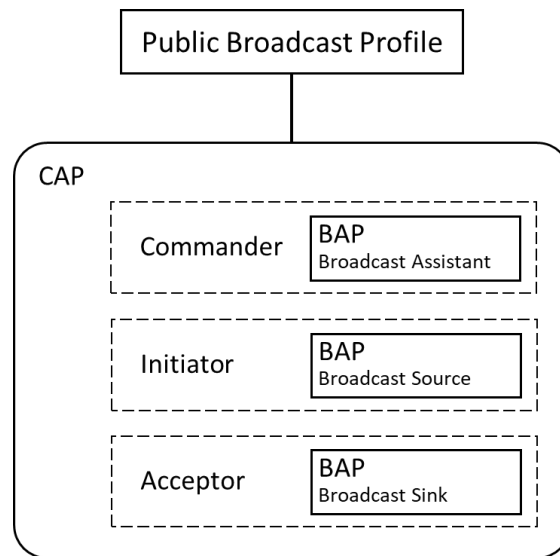 Public Broadcast Profile
CAP
Commander
BAP
Broadcast Assistant
Initiator
BAP
Broadcast Source
Acceptor
BAP
Broadcast Sink